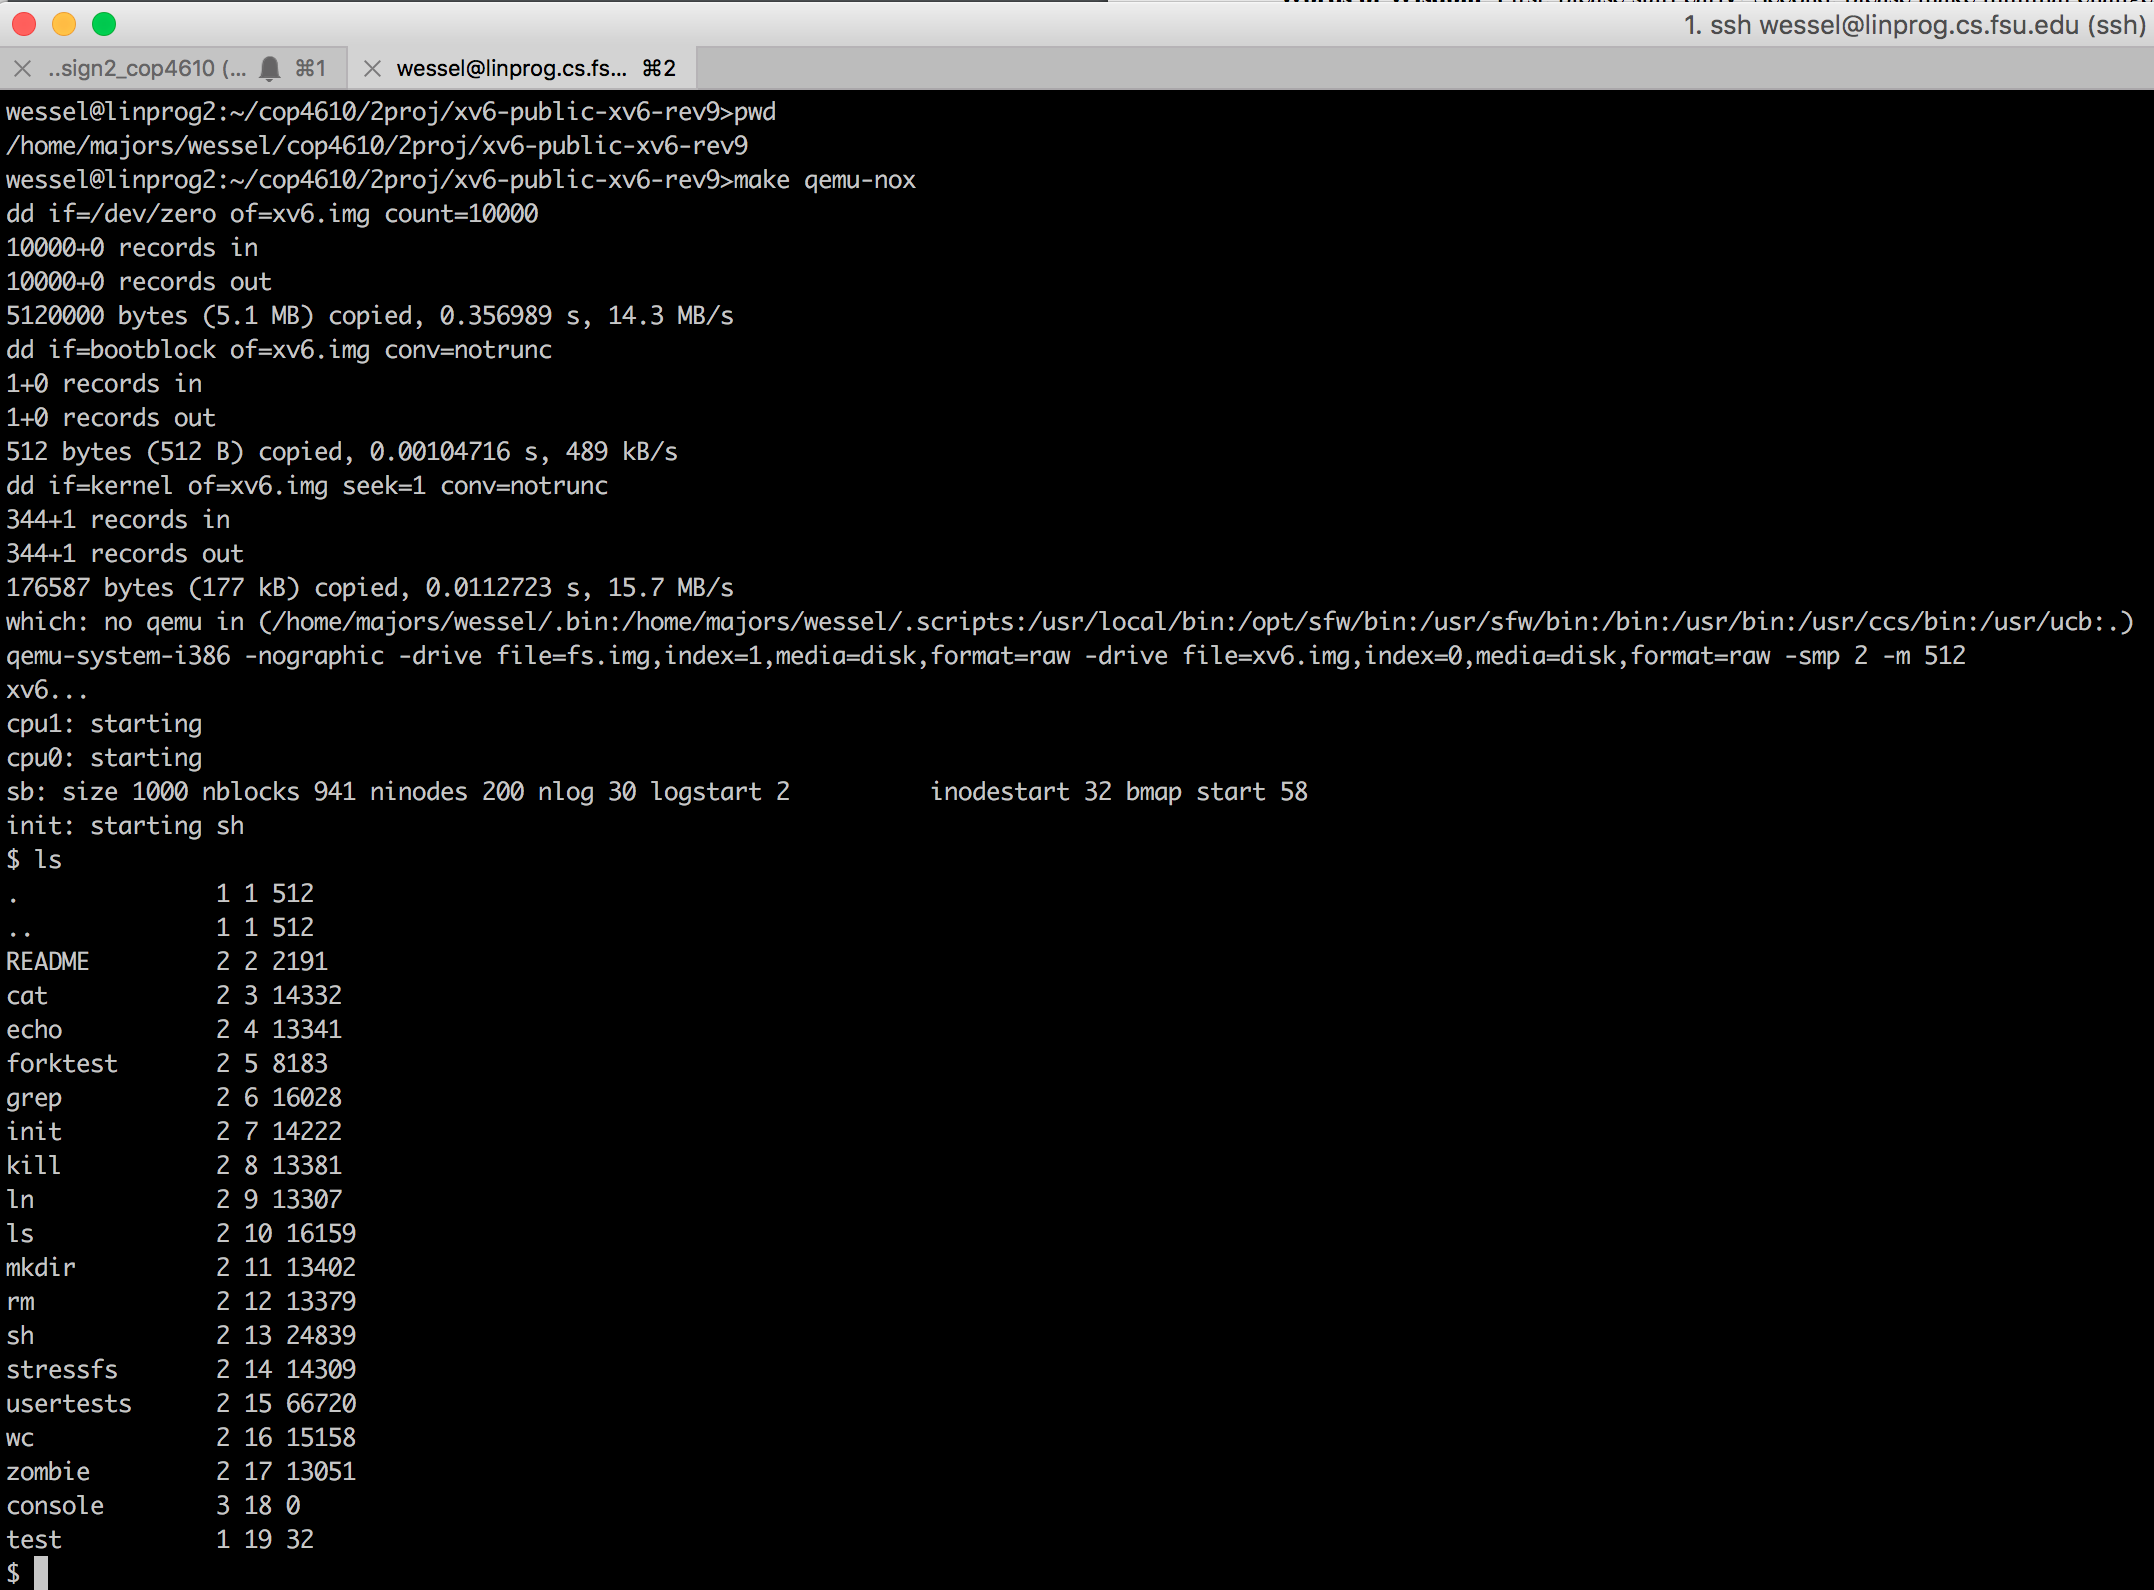 1. ssh wessel@linprog.cs.fsu.edu (ssh)
..sign2_cop4610 (... ⌘1 wessel@linprog.cs.fs... ⌘2
wessel@linprog2:~/cop4610/2proj/xv6-public-xv6-rev9>pwd
/home/majors/wessel/cop4610/2proj/xv6-public-xv6-rev9
wessel@linprog2:~/cop4610/2proj/xv6-public-xv6-rev9>make qemu-nox
dd if=/dev/zero of=xv6.img count=10000
10000+0 records in
10000+0 records out
5120000 bytes (5.1 MB) copied, 0.356989 s, 14.3 MB/s
dd if=bootblock of=xv6.img conv=notrunc
1+0 records in
1+0 records out
512 bytes (512 B) copied, 0.00104716 s, 489 kB/s
dd if=kernel of=xv6.img seek=1 conv=notrunc
344+1 records in
344+1 records out
176587 bytes (177 kB) copied, 0.0112723 s, 15.7 MB/s
which: no qemu in (/home/majors/wessel/.bin:/home/majors/wessel/.scripts:/usr/local/bin:/opt/sfw/bin:/usr/sfw/bin:/bin:/usr/bin:/usr/ccs/bin:/usr/ucb:.)
qemu-system-i386 -nographic -drive file=fs.img,index=1,media=disk,format=raw -drive file=xv6.img,index=0,media=disk,format=raw -smp 2 -m 512
xv6...
cpu1: starting
cpu0: starting
sb: size 1000 nblocks 941 ninodes 200 nlog 30 logstart 2          inodestart 32 bmap start 58
init: starting sh
$ ls
.              1 1 512
..             1 1 512
README         2 2 2191
cat            2 3 14332
echo           2 4 13341
forktest       2 5 8183
grep           2 6 16028
init           2 7 14222
kill           2 8 13381
ln             2 9 13307
ls             2 10 16159
mkdir          2 11 13402
rm             2 12 13379
sh             2 13 24839
stressfs       2 14 14309
usertests      2 15 66720
wc             2 16 15158
zombie         2 17 13051
console        3 18 0
test           1 19 32
$